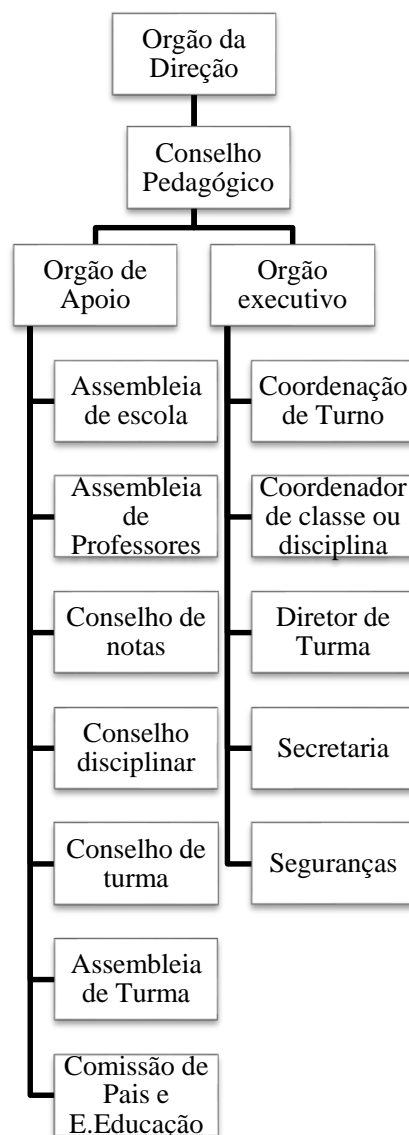 Orgão da
Direção
Conselho
Pedagógico
Orgão de
Apoio
Assembleia
de escola
Assembleia
de
Professores
Conselho de
notas
Conselho
disciplinar
Conselho de
turma
Assembleia
de Turma
Comissão de
Pais e
E.Educação
Orgão
executivo
Coordenação
de Turno
Coordenador
de classe ou
disciplina
Diretor de
Turma
Secretaria
Seguranças